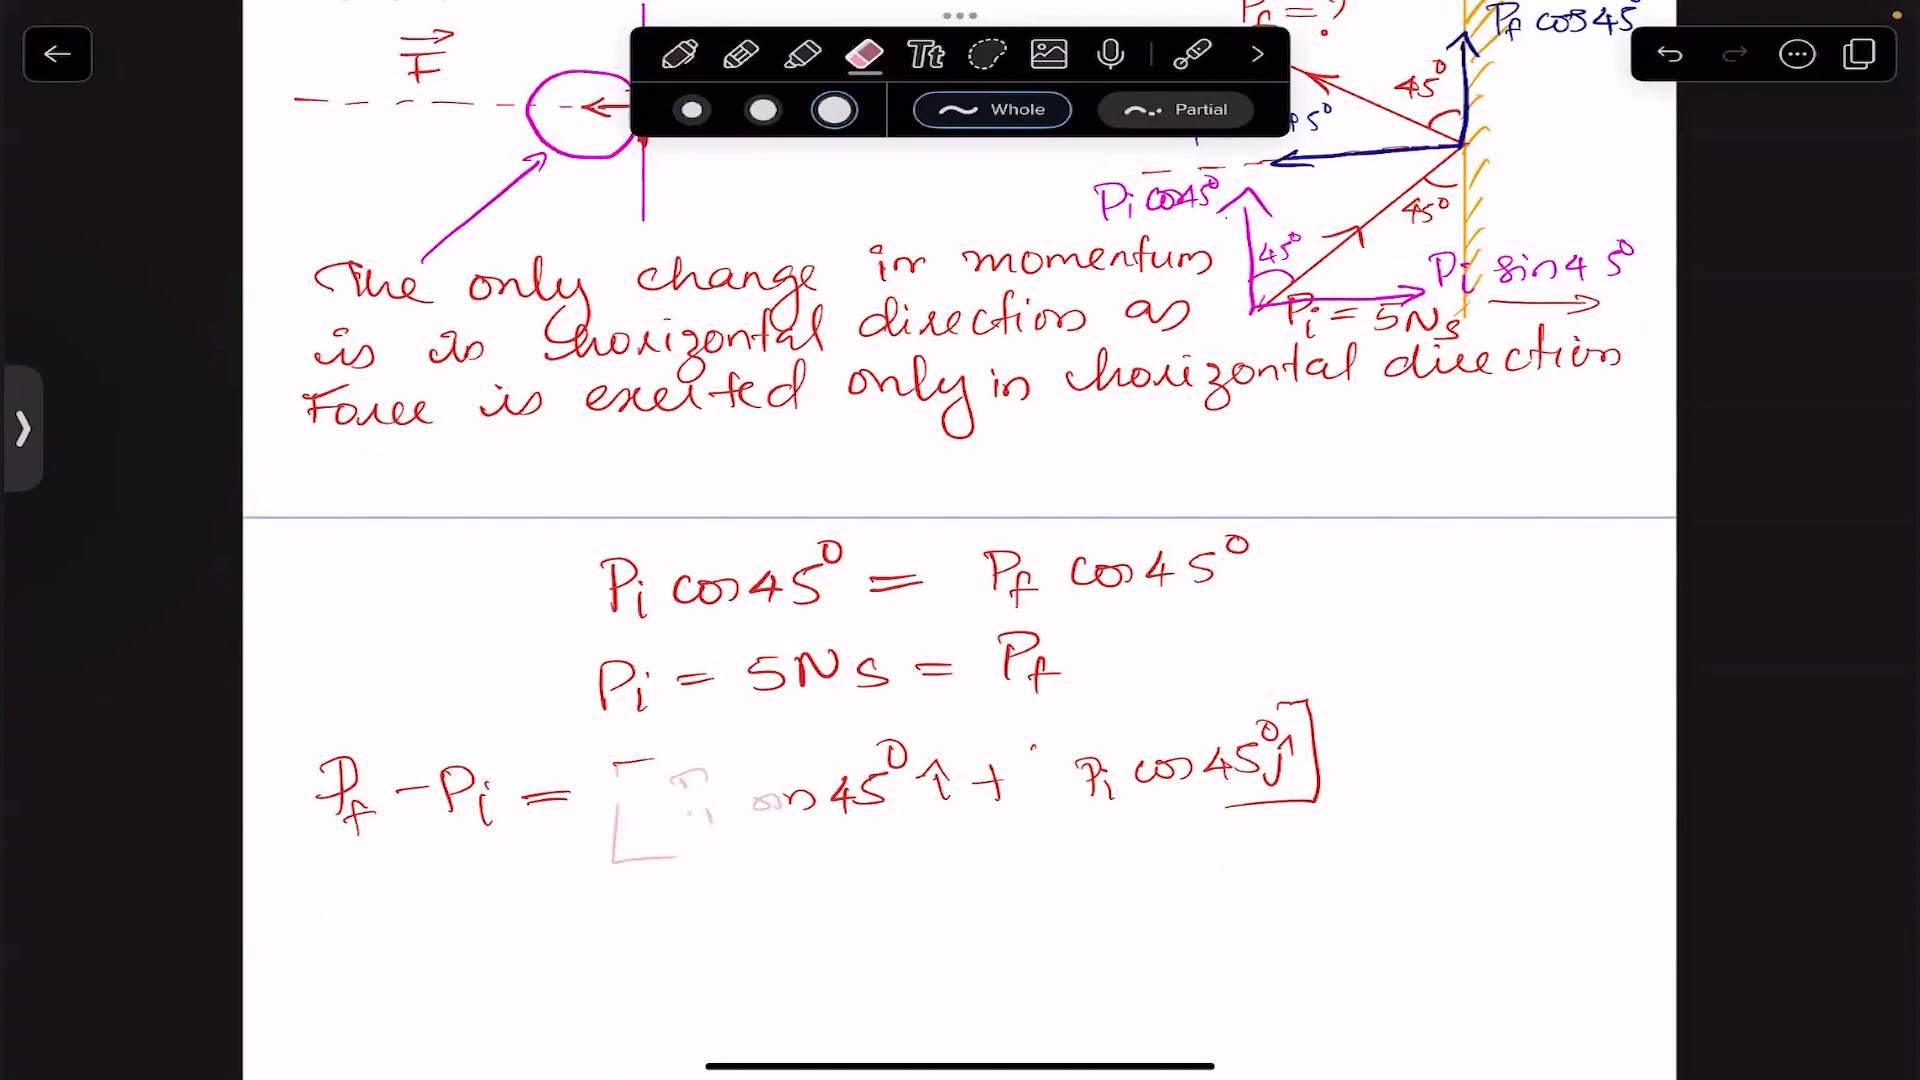 Whole Partial
F
Pf = ?
Pf cos45
45°
45°
Pi cos45°
45°
45°
Pi sin45°
Pi = 5Ns
The only change in momentum
is in horizontal direction as
Force is exerted only in horizontal direction
Pi cos45° = Pf cos45°
Pi = 5Ns = Pf
Pf - Pi = [ 45° î + Pi cos45° ĵ ]